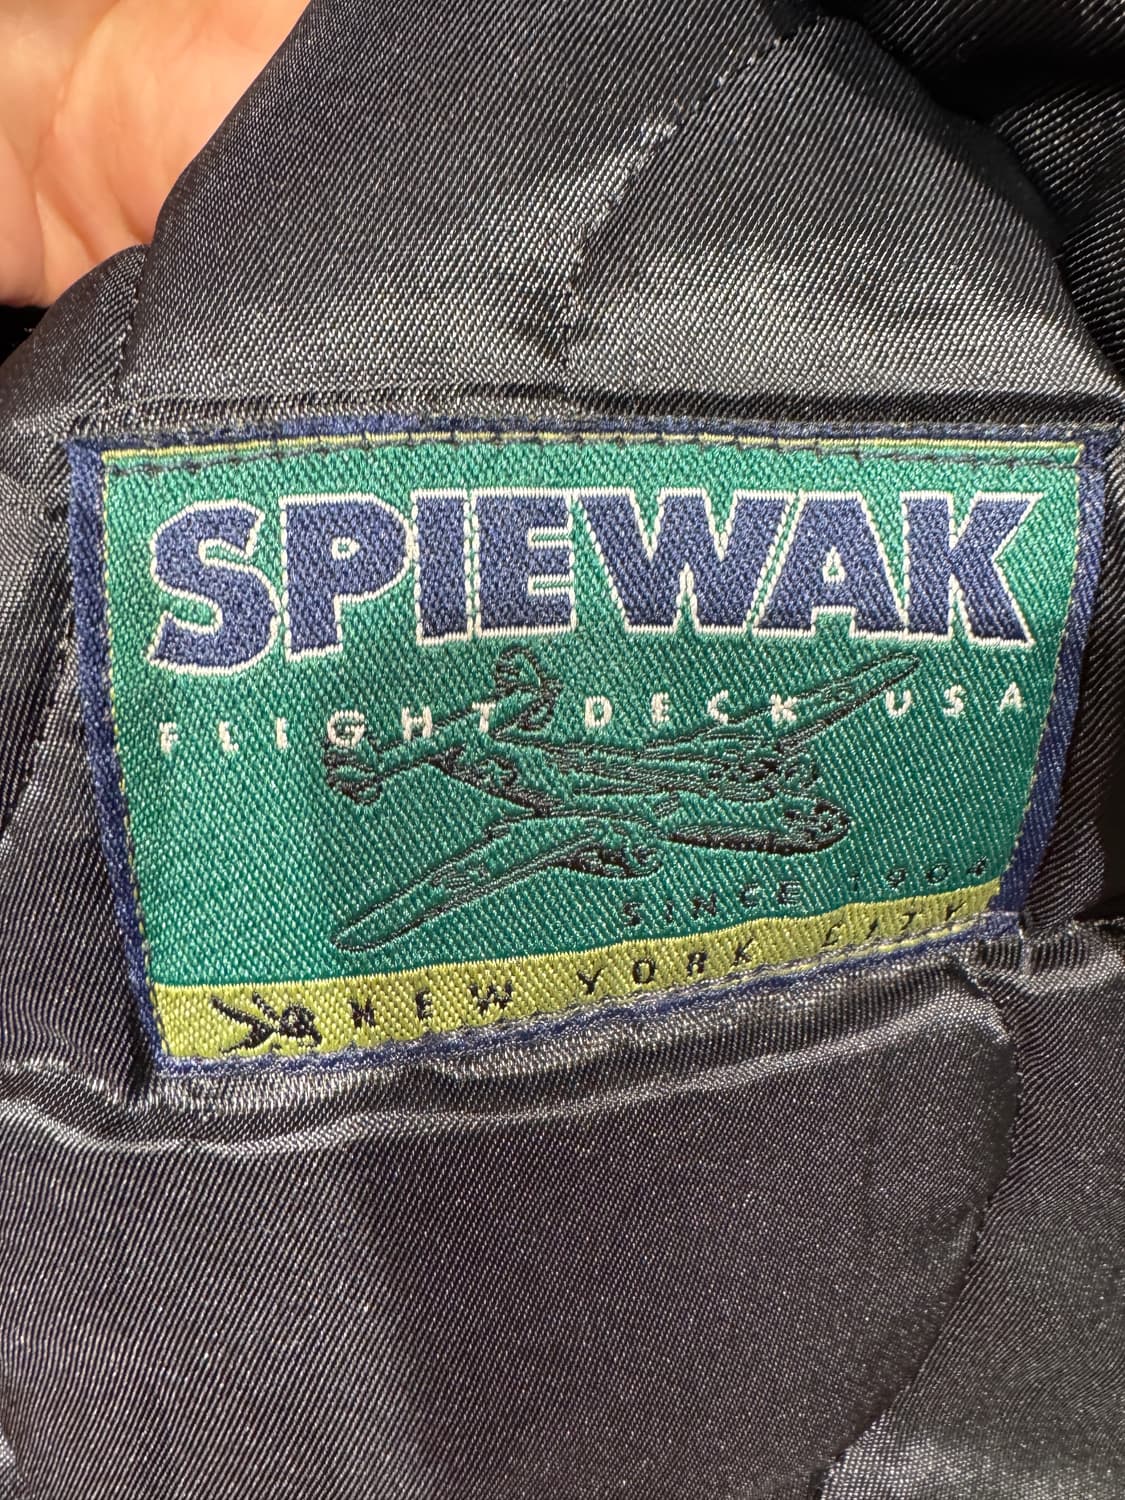 SPIEWAK
FLIGHT DECK USA
SINCE 1904
NEW YORK CITY